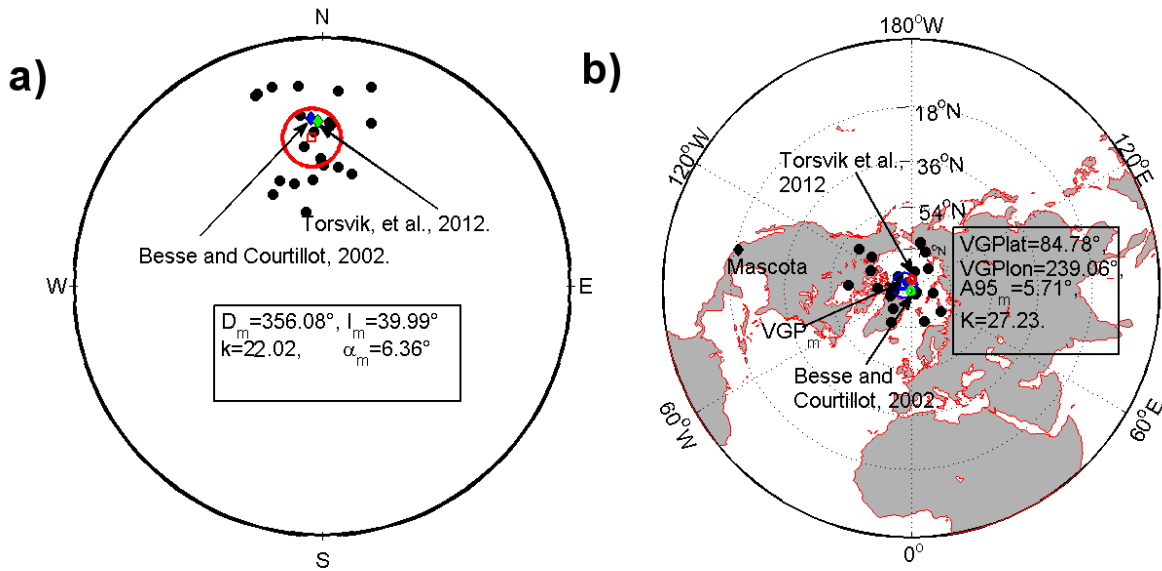 a)
N
W
E
S
Torsvik, et al., 2012.
Besse and Courtillot, 2002.
D_m=356.08°, I_m=39.99°
k=22.02, α_m=6.36°
b)
180°W
120°W
120°E
60°W
60°E
0°
18°N
36°N
54°N
Torsvik et al.,
2012
Mascota
VGP_m
Besse and
Courtillot, 2002.
VGPlat=84.78°,
VGPlon=239.06°,
A95_m=5.71°,
K=27.23.